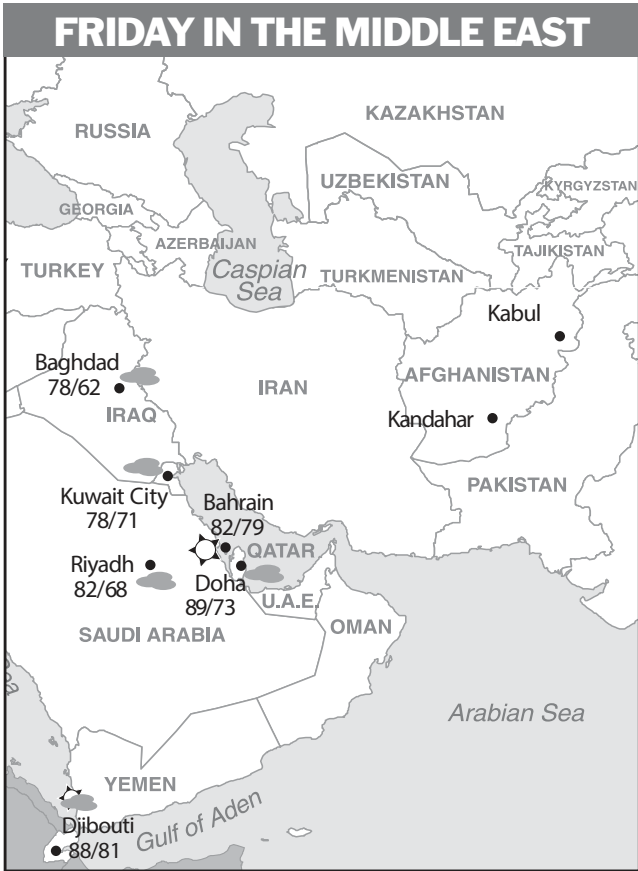 FRIDAY IN THE MIDDLE EAST
KAZAKHSTAN
RUSSIA
UZBEKISTAN
KYRGYZSTAN
GEORGIA
AZERBAIJAN
TAJIKISTAN
TURKEY
Caspian
Sea
TURKMENISTAN
Kabul
Baghdad
78/62
IRAN
AFGHANISTAN
IRAQ
Kandahar
PAKISTAN
Kuwait City
78/71
Bahrain
82/79
QATAR
Riyadh
82/68
Doha
89/73
U.A.E.
OMAN
SAUDI ARABIA
Arabian Sea
YEMEN
Djibouti
88/81
Gulf of Aden